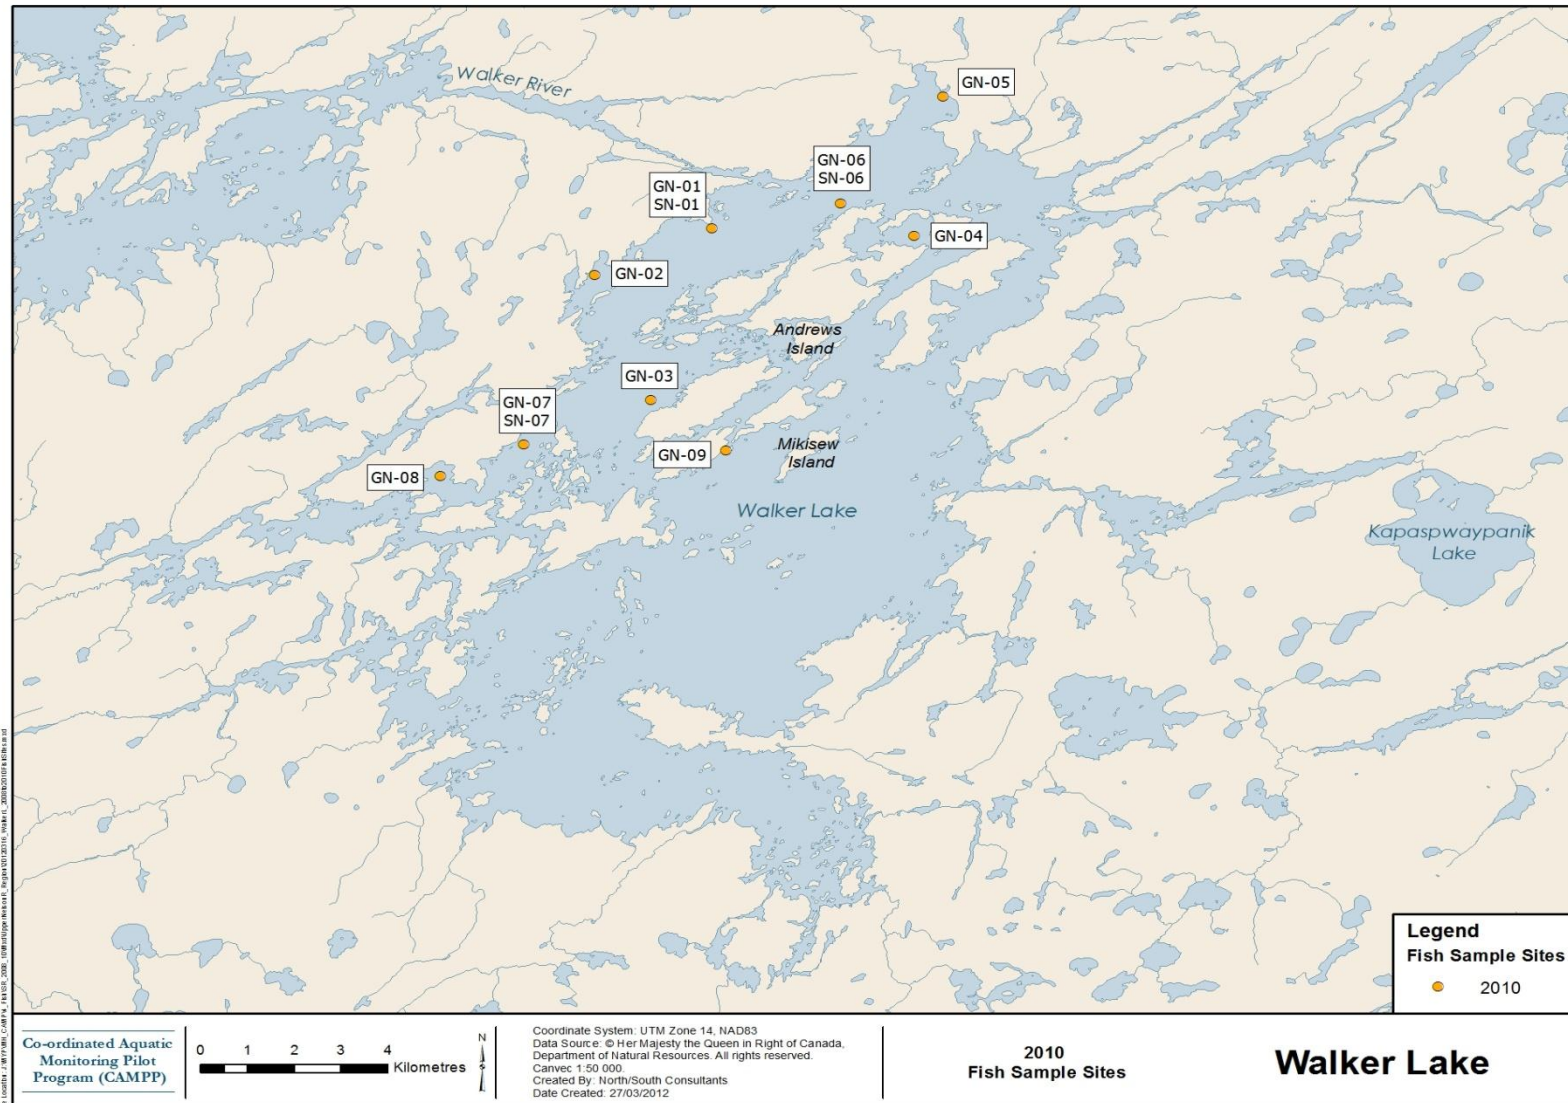 Walker River
GN-05
GN-06
SN-06
GN-01
SN-01
GN-04
GN-02
Andrews
Island
GN-03
GN-07
SN-07
Mikisew
Island
GN-09
GN-08
Walker Lake
Kapaspwaypanik
Lake
Legend
Fish Sample Sites
2010
Co-ordinated Aquatic
Monitoring Pilot
Program (CAMPP)
0 1 2 3 4
Kilometres
N
Coordinate System: UTM Zone 14, NAD83
Data Source: © Her Majesty the Queen in Right of Canada,
Department of Natural Resources. All rights reserved.
Canvec 1:50 000.
Created By: North/South Consultants
Date Created: 27/03/2012
2010
Fish Sample Sites
Walker Lake